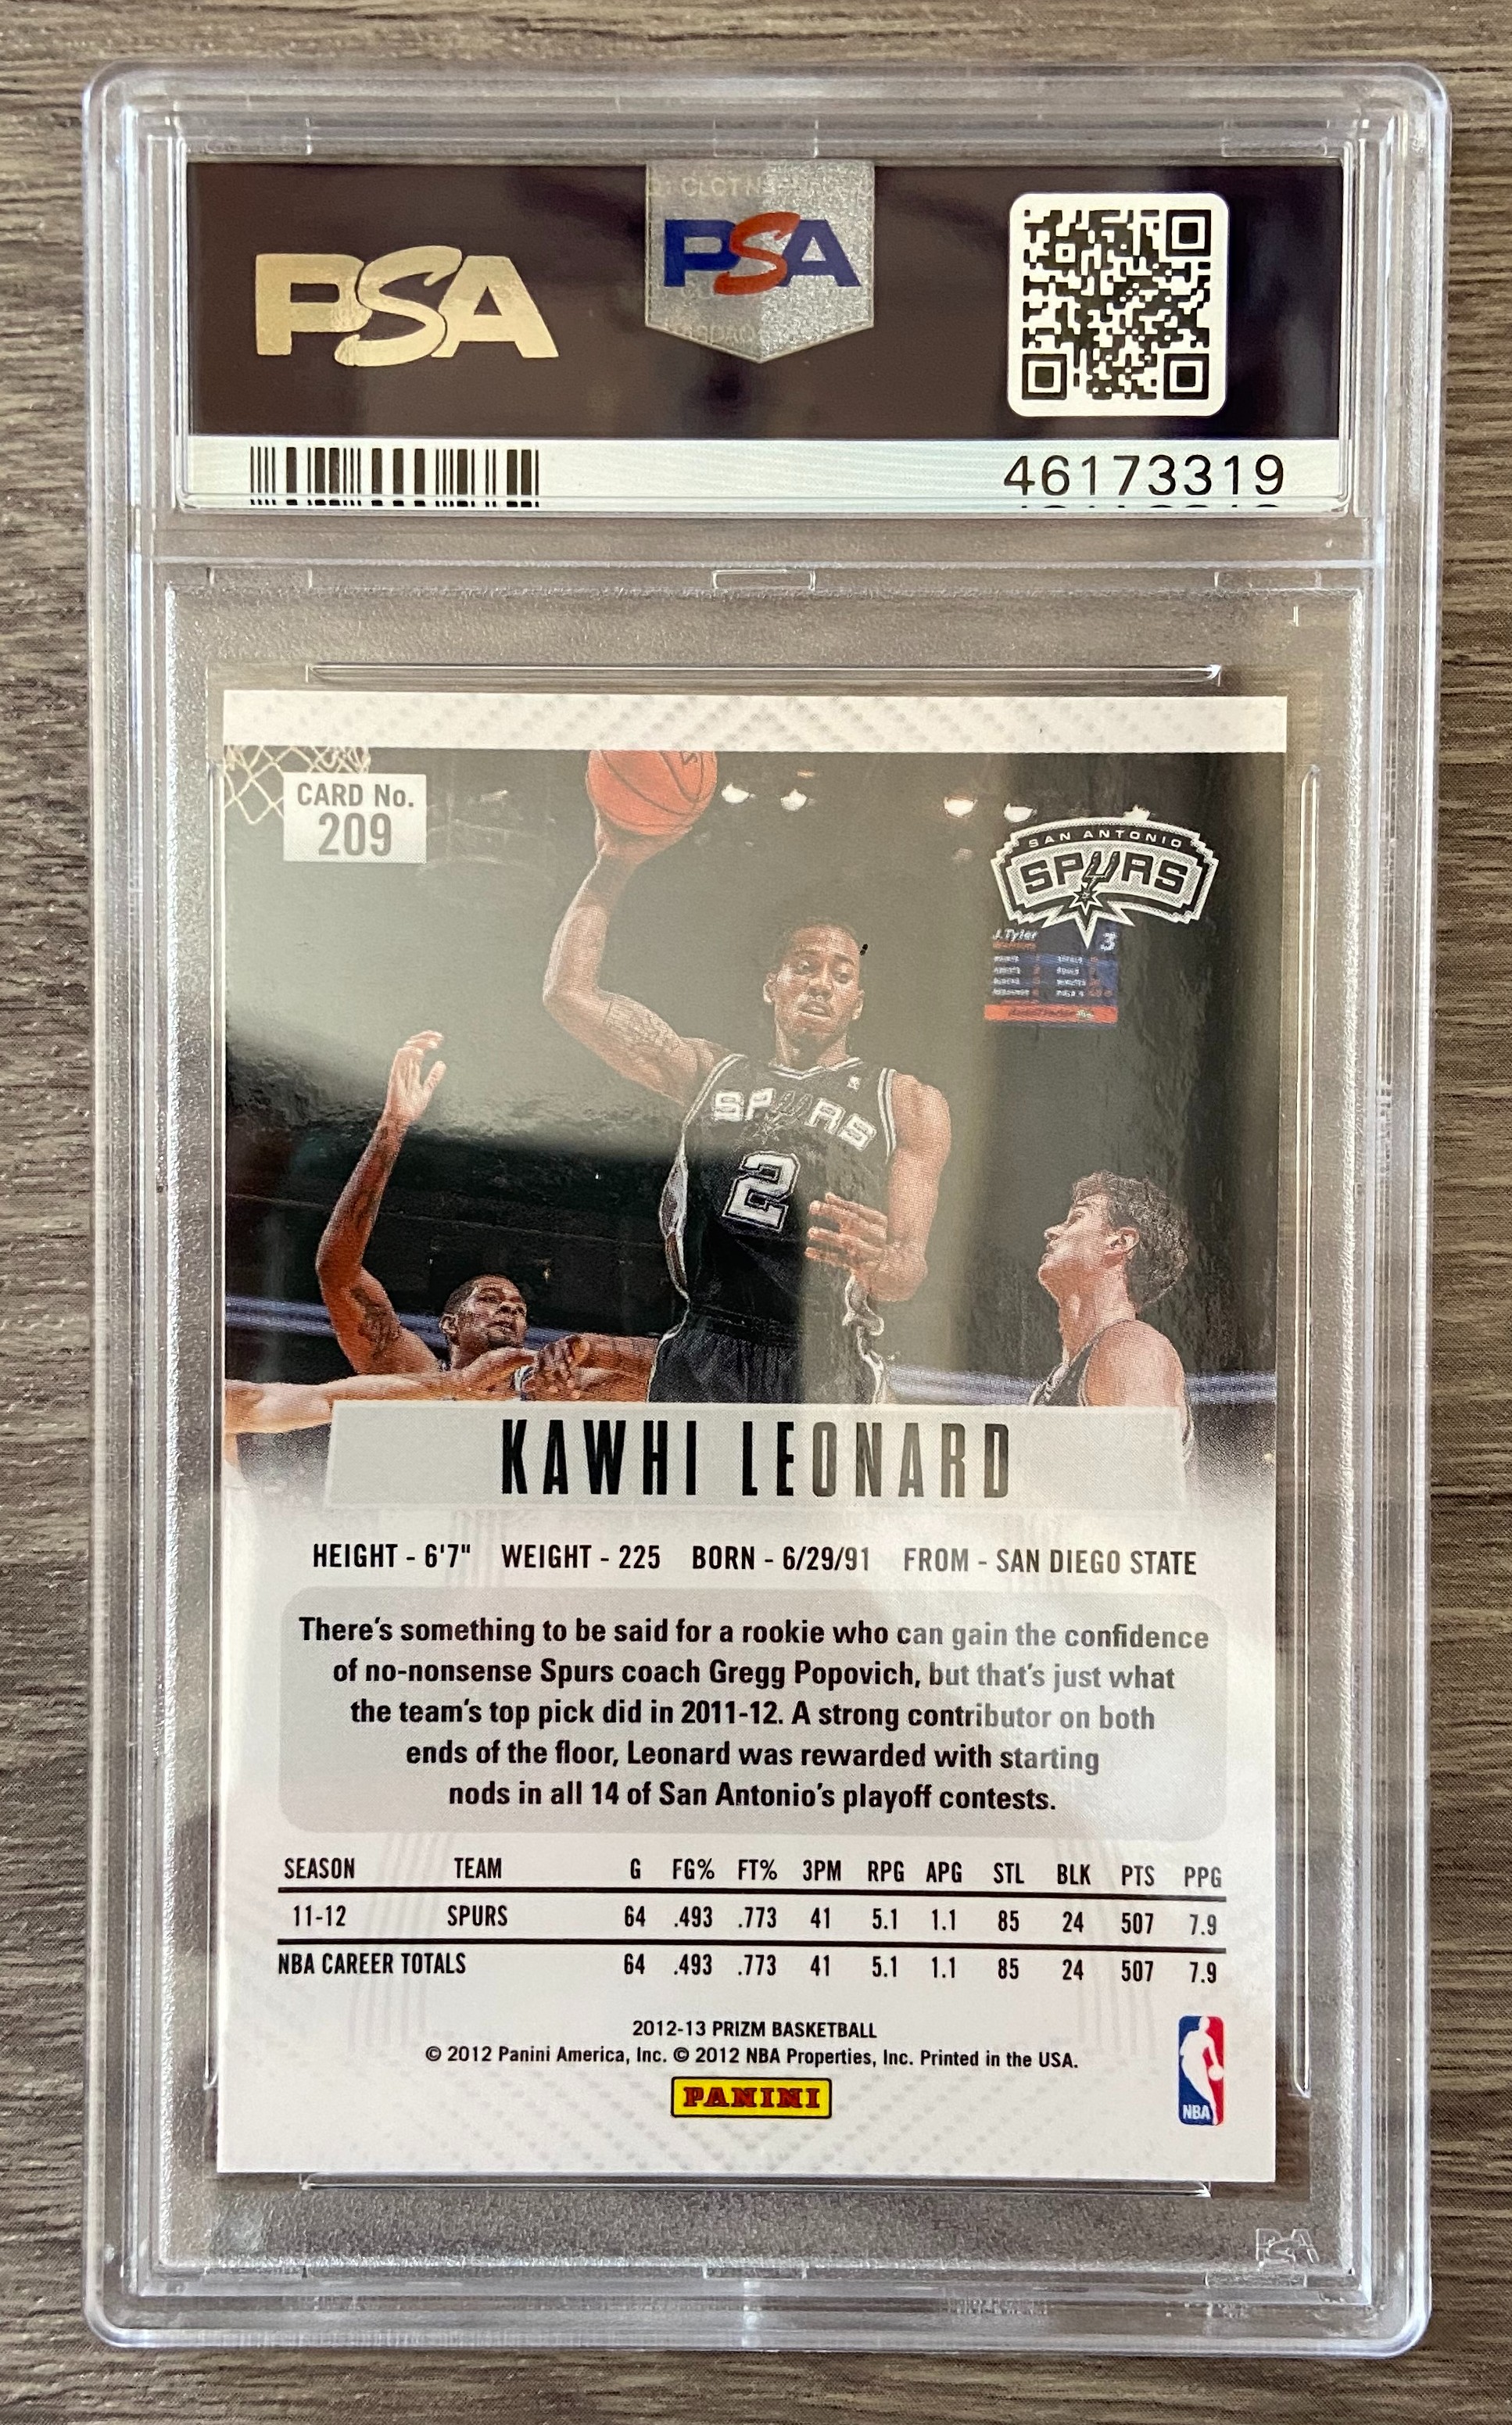 PSA
PSA
46173319
CARD No.
209
SAN ANTONIO
SPURS
J.Tyler
3
SPURS
2
KAWHI LEONARD
HEIGHT - 6'7" WEIGHT - 225 BORN - 6/29/91 FROM - SAN DIEGO STATE
There's something to be said for a rookie who can gain the confidence
of no-nonsense Spurs coach Gregg Popovich, but that's just what
the team's top pick did in 2011-12. A strong contributor on both
ends of the floor, Leonard was rewarded with starting
nods in all 14 of San Antonio's playoff contests.
SEASON TEAM G FG% FT% 3PM RPG APG STL BLK PTS PPG
11-12 SPURS 64 .493 .773 41 5.1 1.1 85 24 507 7.9
NBA CAREER TOTALS 64 .493 .773 41 5.1 1.1 85 24 507 7.9
2012-13 PRIZM BASKETBALL
© 2012 Panini America, Inc. © 2012 NBA Properties, Inc. Printed in the USA.
PANINI
NBA
PSA